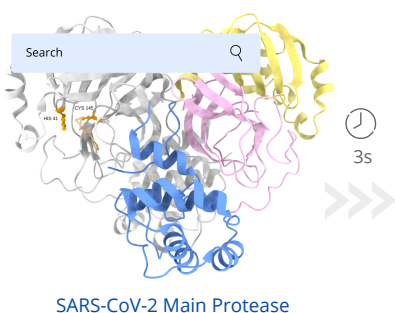 Search
CYS 145
HIS 41
3s
SARS-CoV-2 Main Protease